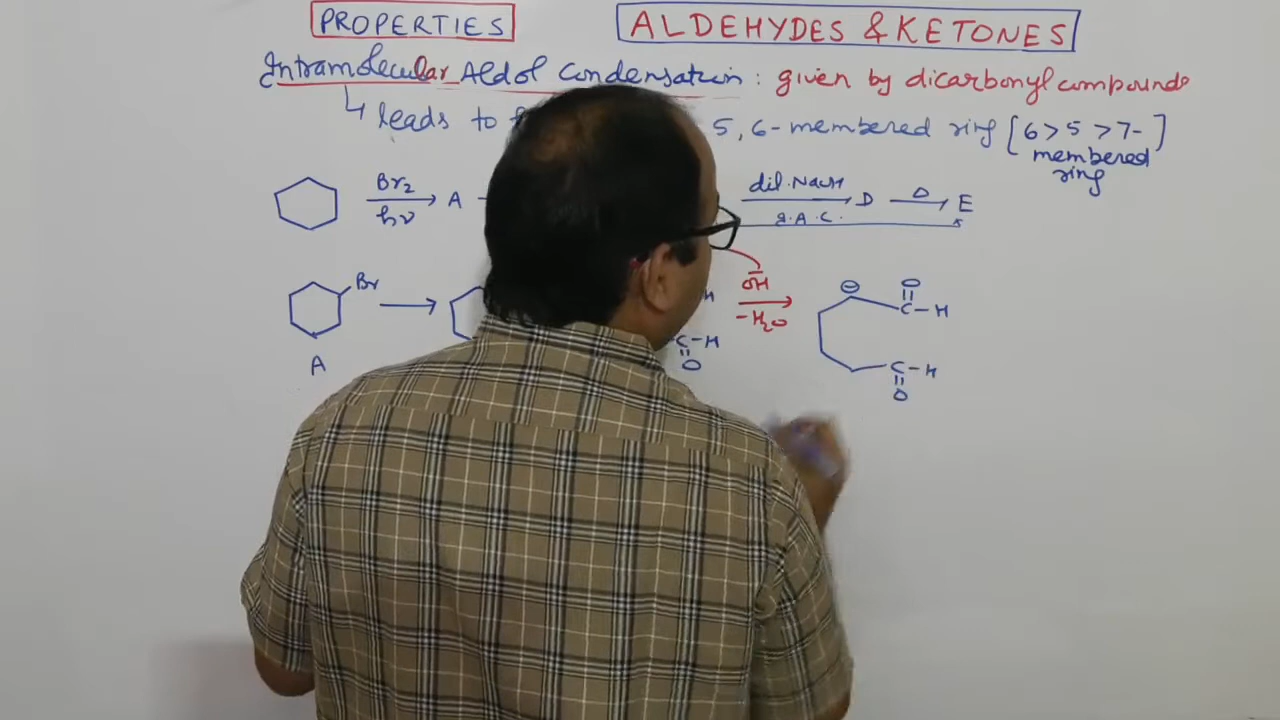 PROPERTIES
ALDEHYDES & KETONES
Intramolecular Aldol Condensation : given by dicarbonyl compounds
leads to 5, 6-membered ring [6 > 5 > 7-
membered
ring]
Br2 hν A dil. NaOH D Δ E
Br
A
C-H
O
OH
-H2O
⊖ O
C-H
C-H
O